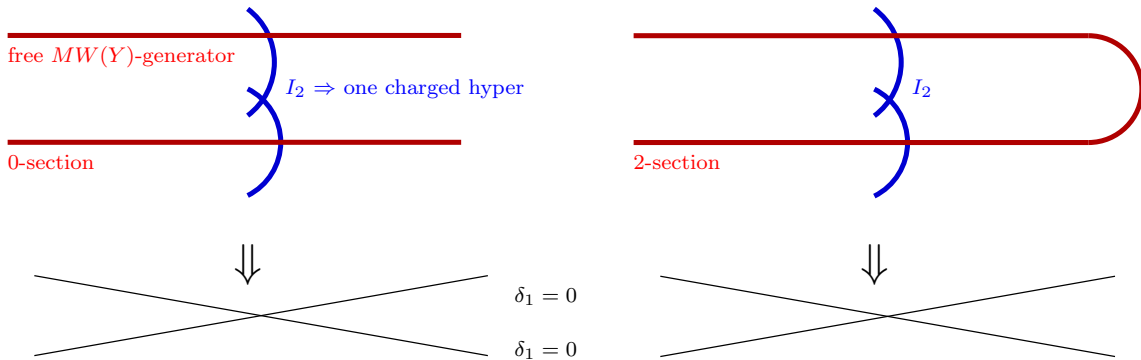 free MW(Y)-generator
I₂ ⇒ one charged hyper
I₂
0-section
2-section
⇓
⇓
δ₁ = 0
δ₁ = 0